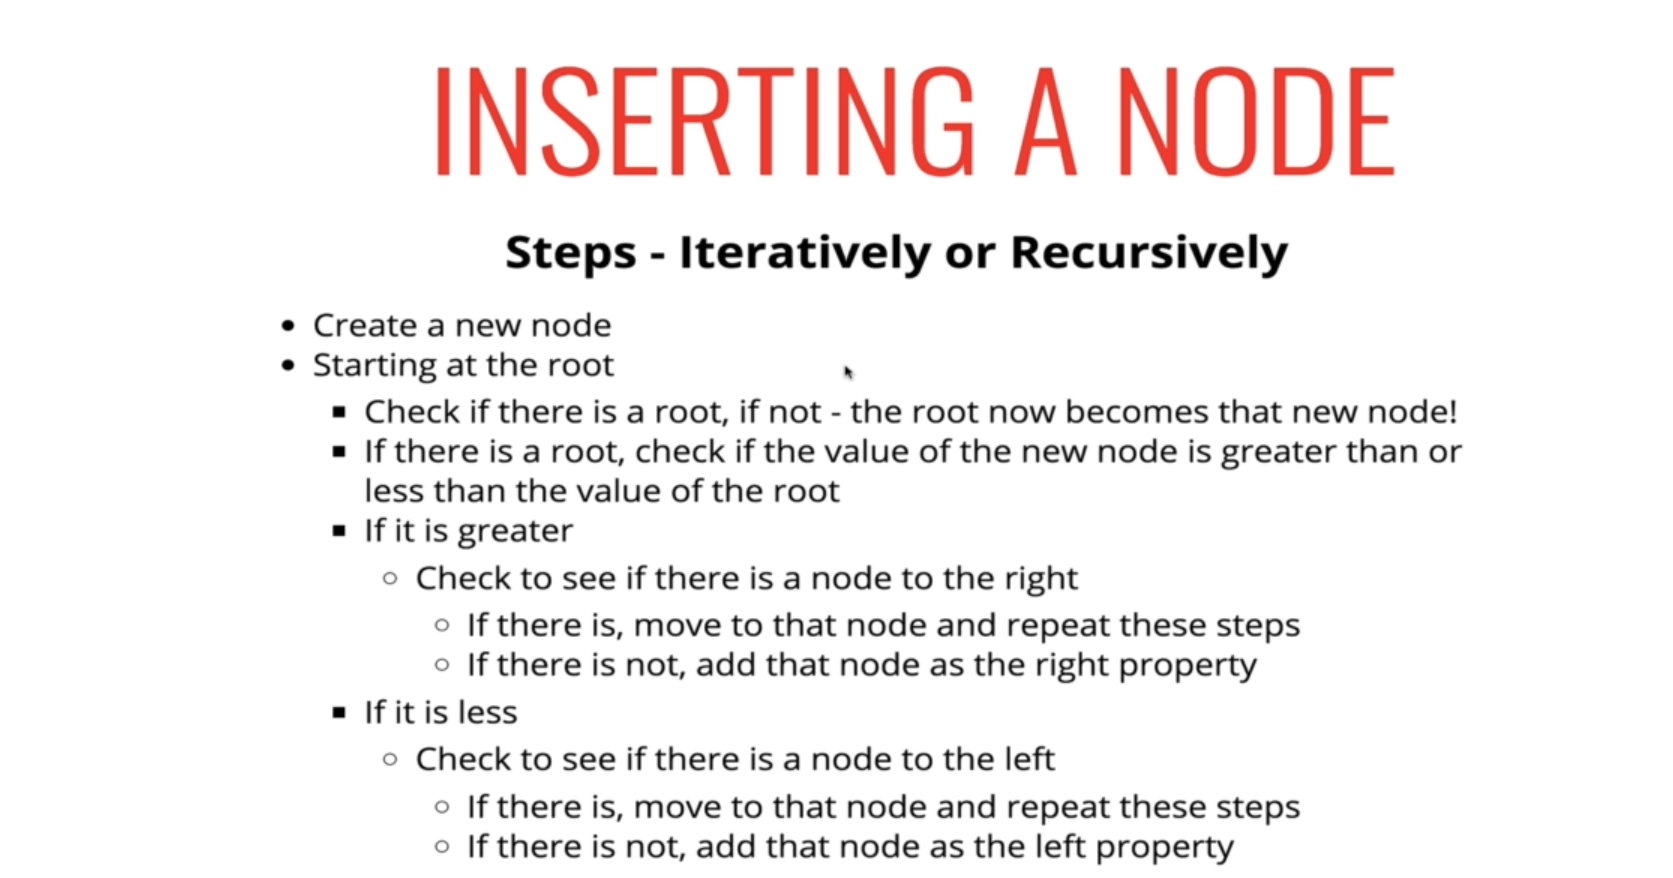 INSERTING A NODE
Steps - Iteratively or Recursively
Create a new node
Starting at the root
Check if there is a root, if not - the root now becomes that new node!
If there is a root, check if the value of the new node is greater than or
less than the value of the root
If it is greater
Check to see if there is a node to the right
If there is, move to that node and repeat these steps
If there is not, add that node as the right property
If it is less
Check to see if there is a node to the left
If there is, move to that node and repeat these steps
If there is not, add that node as the left property